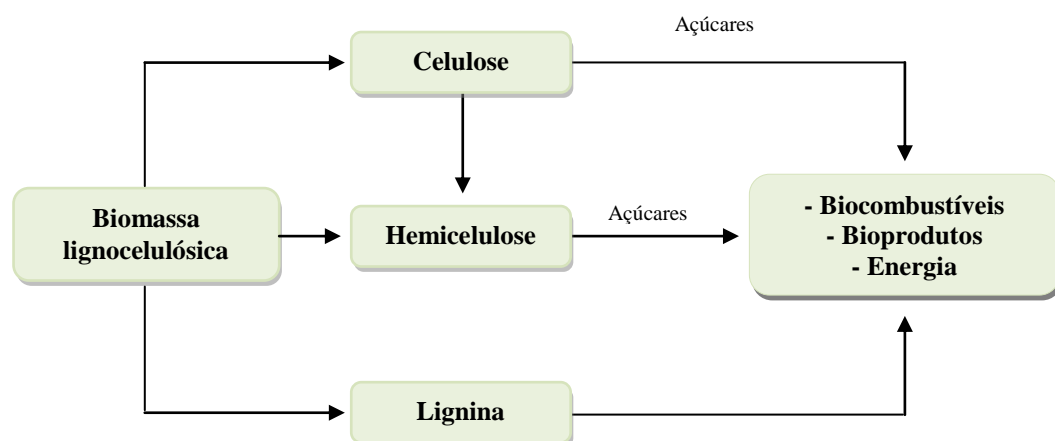 Açúcares
Celulose
Biomassa
lignocelulósica
Hemicelulose
Açúcares
- Biocombustíveis
- Bioprodutos
- Energia
Lignina